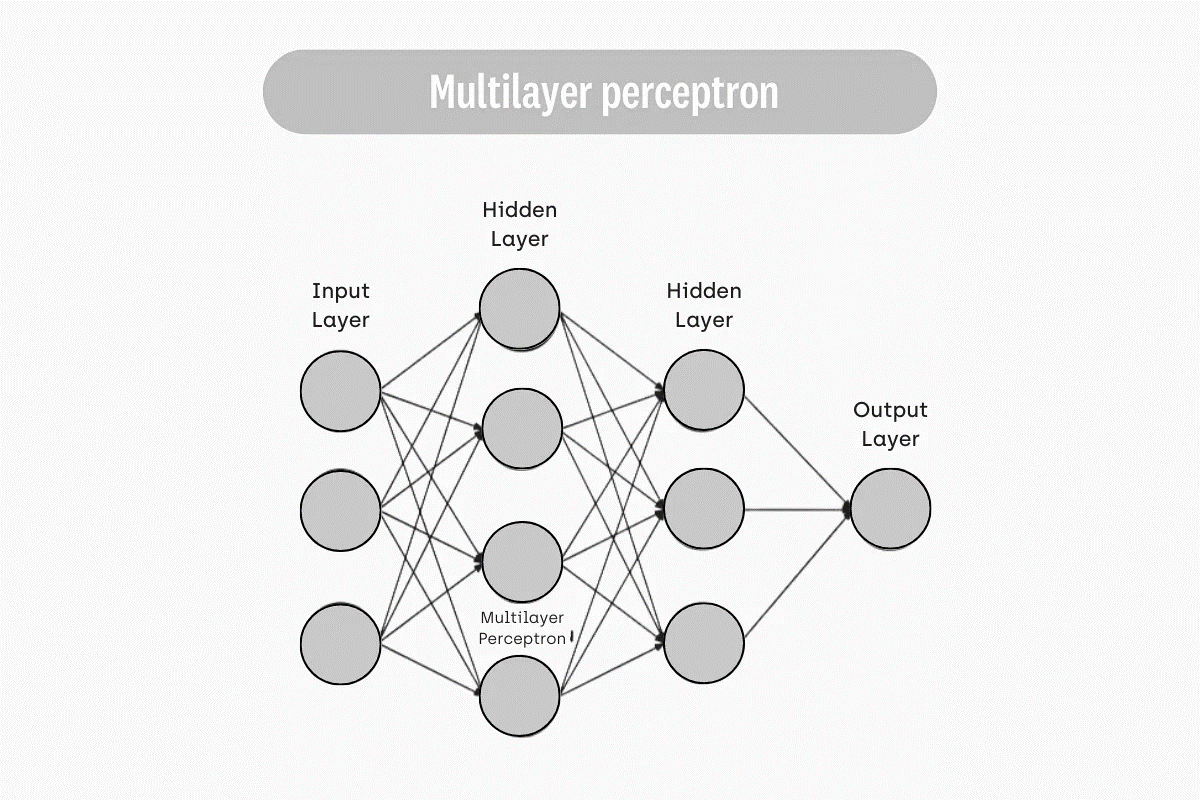 Multilayer perceptron
Hidden
Layer
Input
Layer
Hidden
Layer
Output
Layer
Multilayer
Perceptron